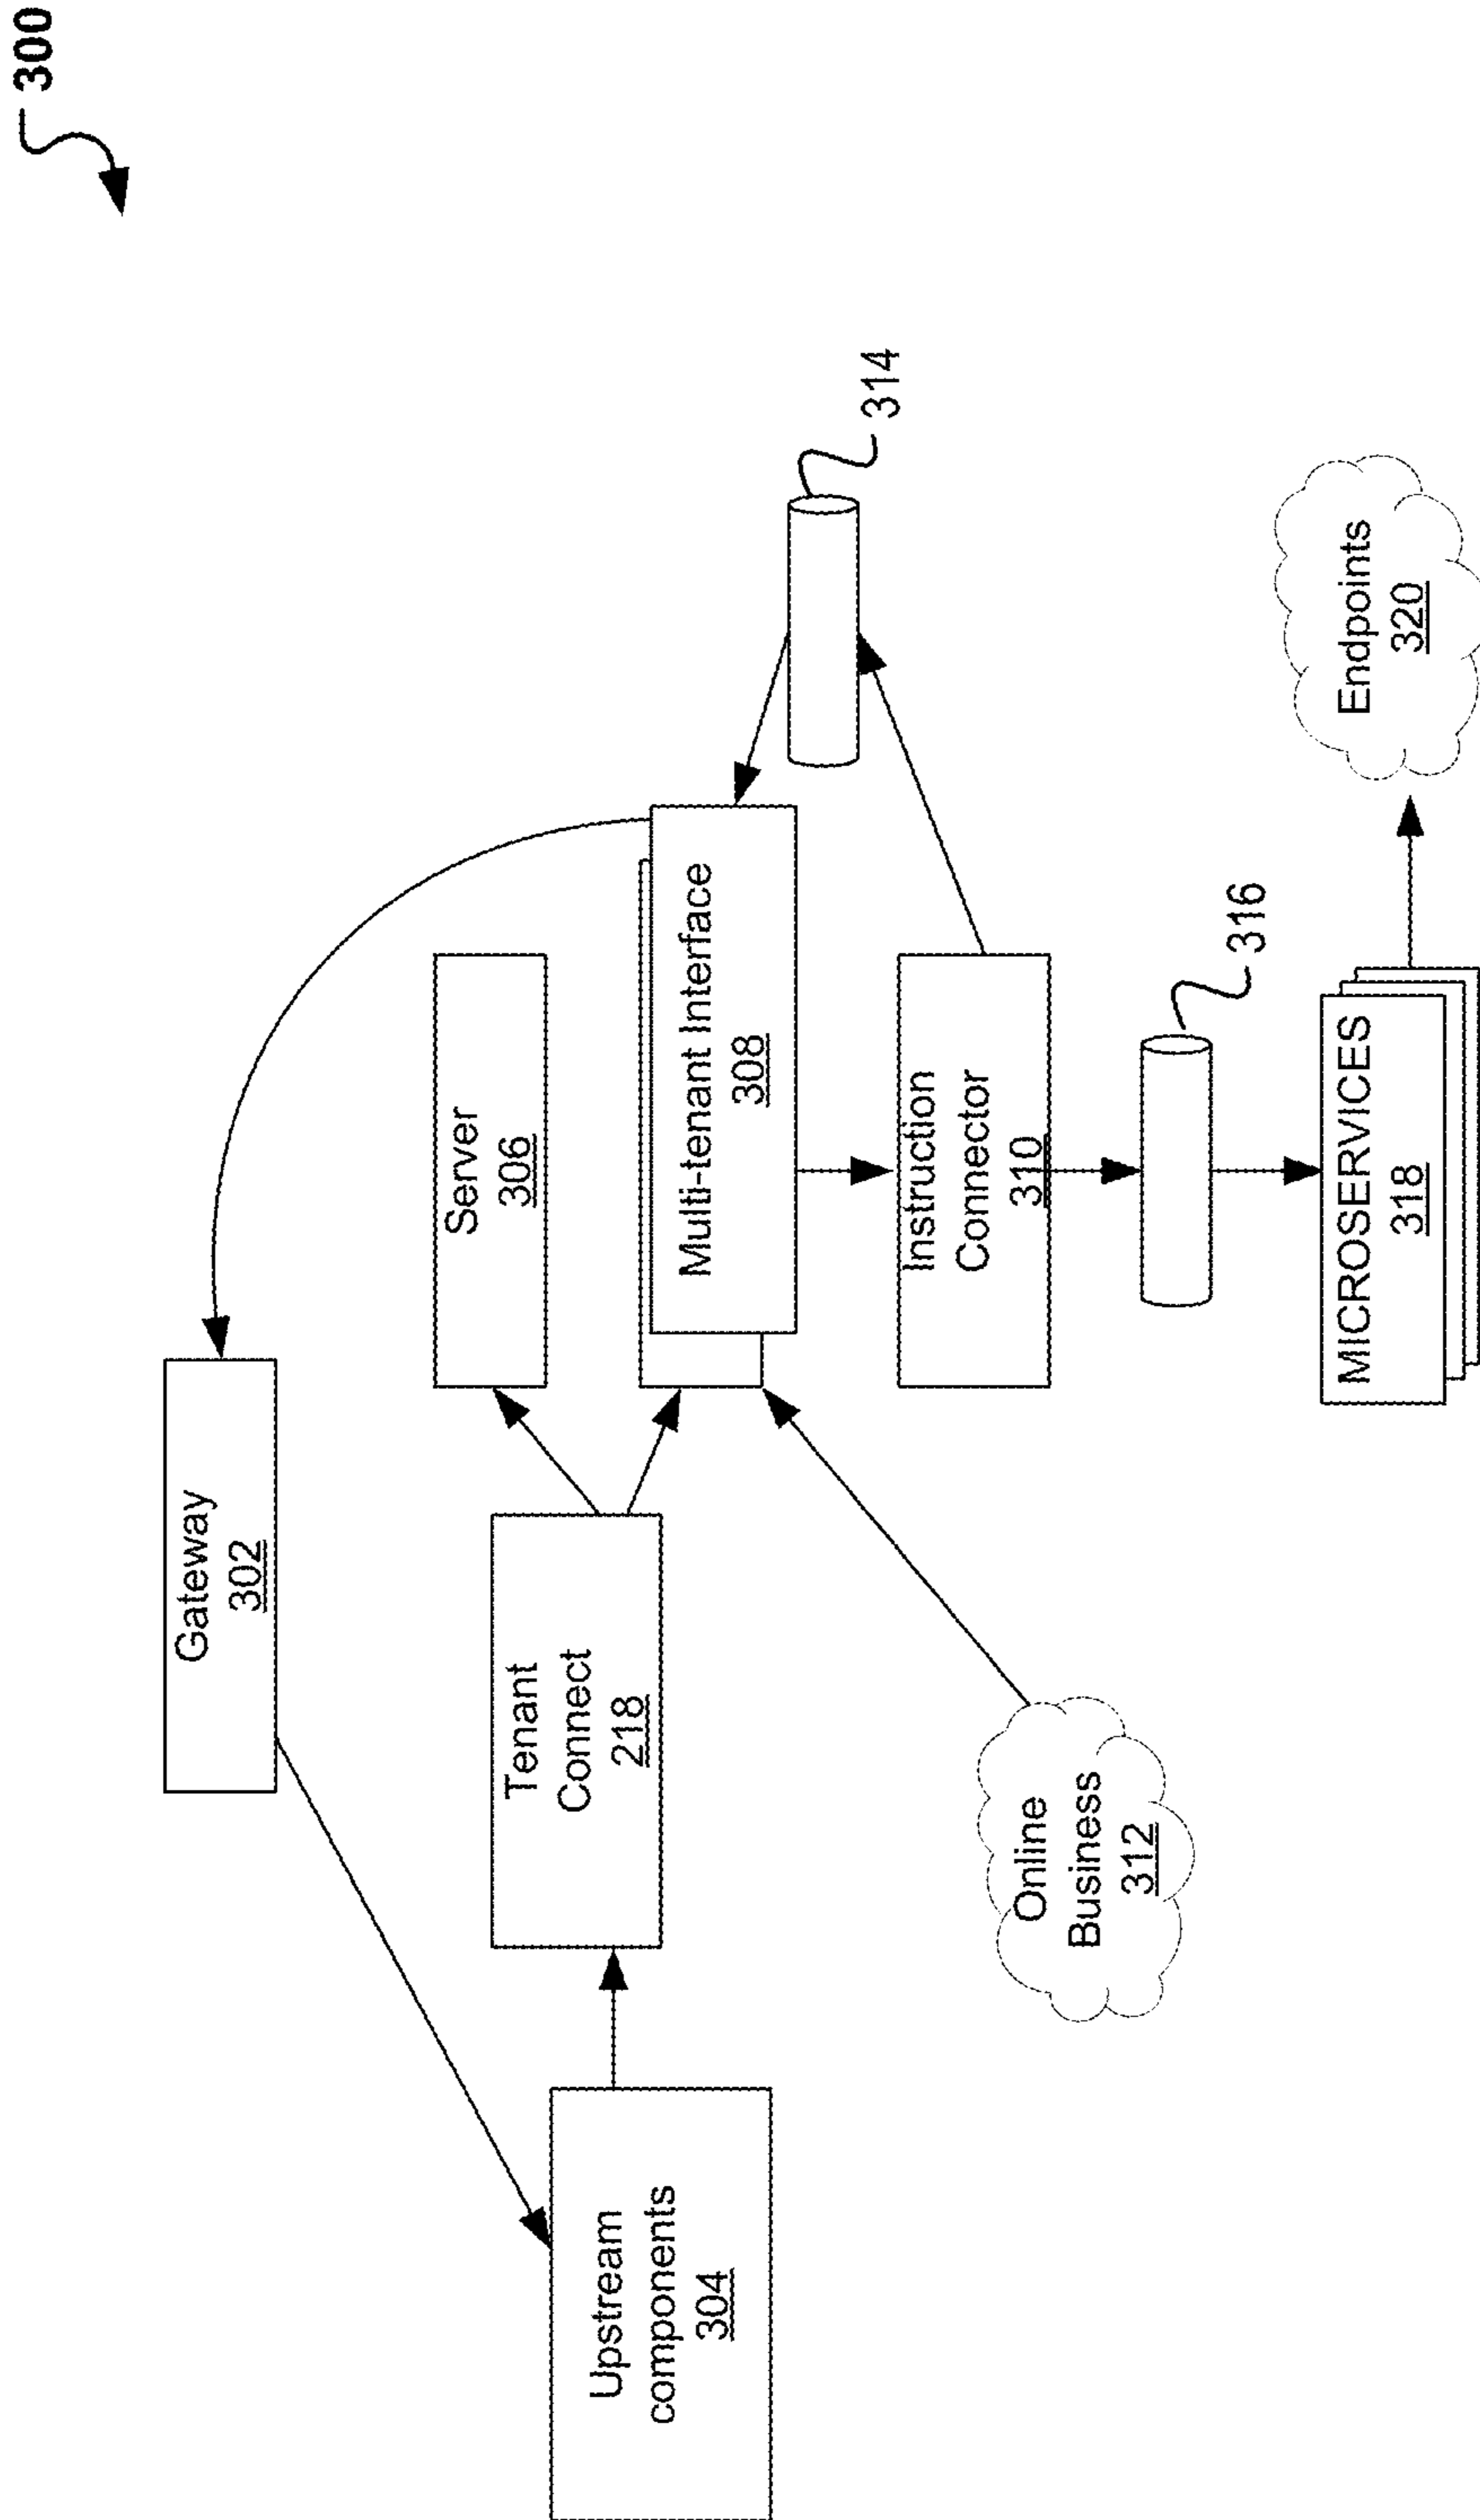 300
Gateway
302
Server
306
Tenant
Connect
218
Upstream
components
304
Multi-tenant Interface
308
314
Instruction
Connector
310
Online
Business
312
316
MICROSERVICES
318
Endpoints
320